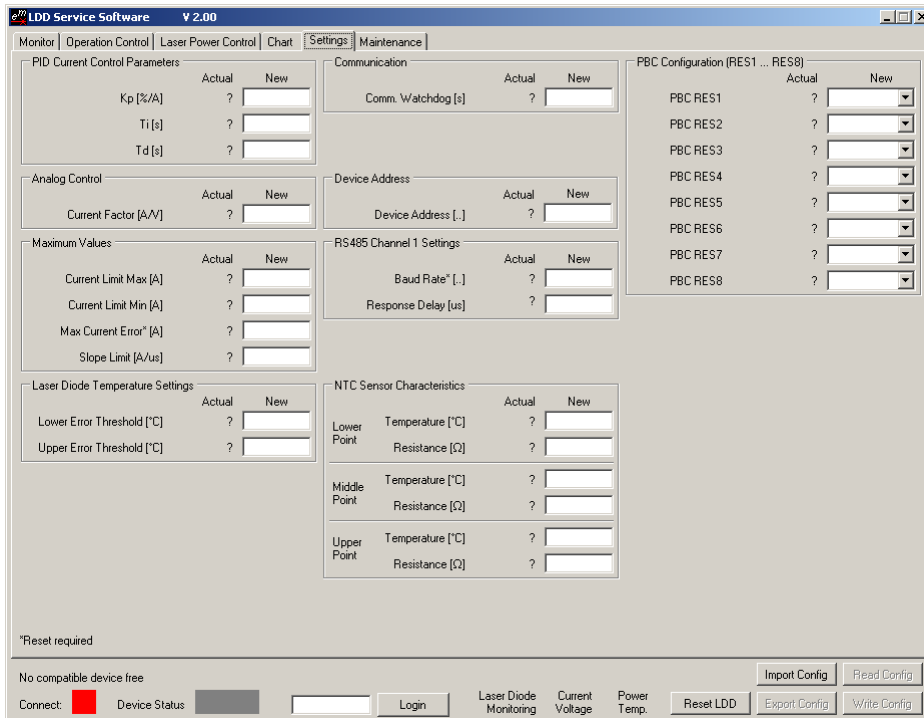 LDD Service Software V 2.00
Monitor Operation Control Laser Power Control Chart Settings Maintenance
PID Current Control Parameters
Actual New
Kp [%/A] ?
Ti [s] ?
Td [s] ?
Analog Control
Actual New
Current Factor [A/V] ?
Maximum Values
Actual New
Current Limit Max [A] ?
Current Limit Min [A] ?
Max Current Error* [A] ?
Slope Limit [A/us] ?
Laser Diode Temperature Settings
Actual New
Lower Error Threshold [°C] ?
Upper Error Threshold [°C] ?
Communication
Actual New
Comm. Watchdog [s] ?
Device Address
Actual New
Device Address [..] ?
RS485 Channel 1 Settings
Actual New
Baud Rate* [..] ?
Response Delay [us] ?
NTC Sensor Characteristics
Actual New
Lower Point
Temperature [°C] ?
Resistance [Ω] ?
Middle Point
Temperature [°C] ?
Resistance [Ω] ?
Upper Point
Temperature [°C] ?
Resistance [Ω] ?
PBC Configuration (RES1 ... RES8)
Actual New
PBC RES1 ?
PBC RES2 ?
PBC RES3 ?
PBC RES4 ?
PBC RES5 ?
PBC RES6 ?
PBC RES7 ?
PBC RES8 ?
*Reset required
No compatible device free
Connect: Device Status Login
Laser Diode Monitoring
Current Voltage
Power Temp.
Reset LDD
Import Config Read Config
Export Config Write Config